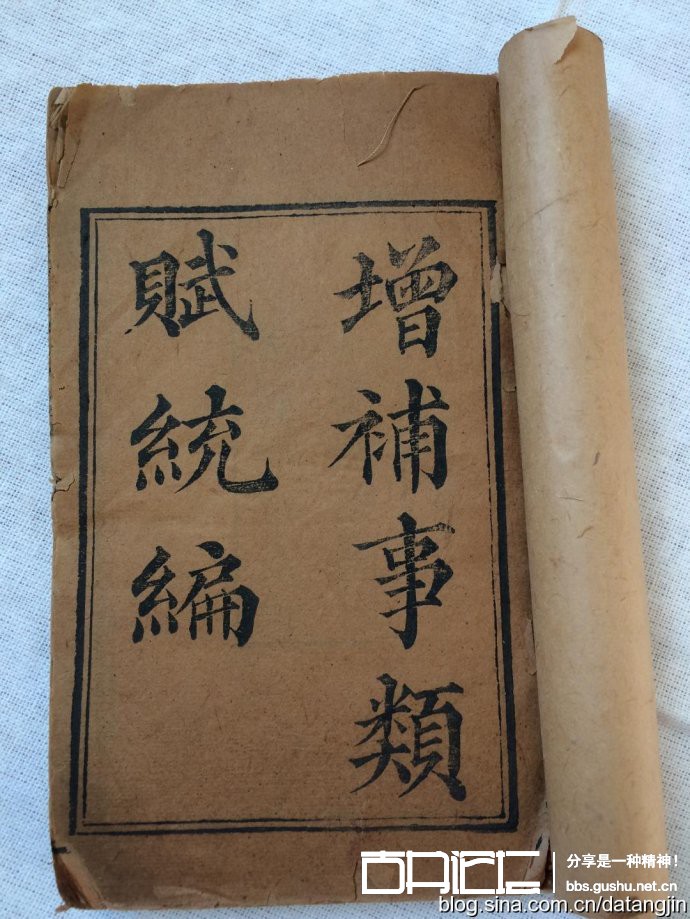 增補事類
賦統編
分享是一种精神!
bbs.gushu.net.cn
blog.sina.com.cn/datangjin